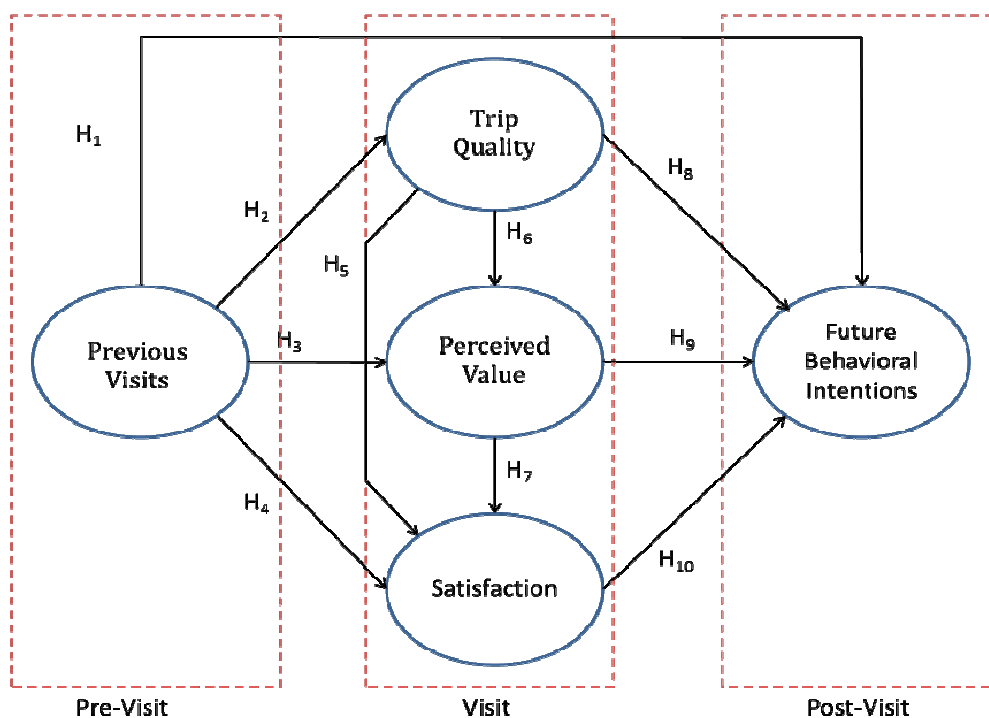 H₁
Trip
Quality
H₈
H₂
H₆
H₅
Previous
Visits
H₃
Perceived
Value
H₉
Future
Behavioral
Intentions
H₇
H₄
Satisfaction
H₁₀
Pre-Visit
Visit
Post-Visit